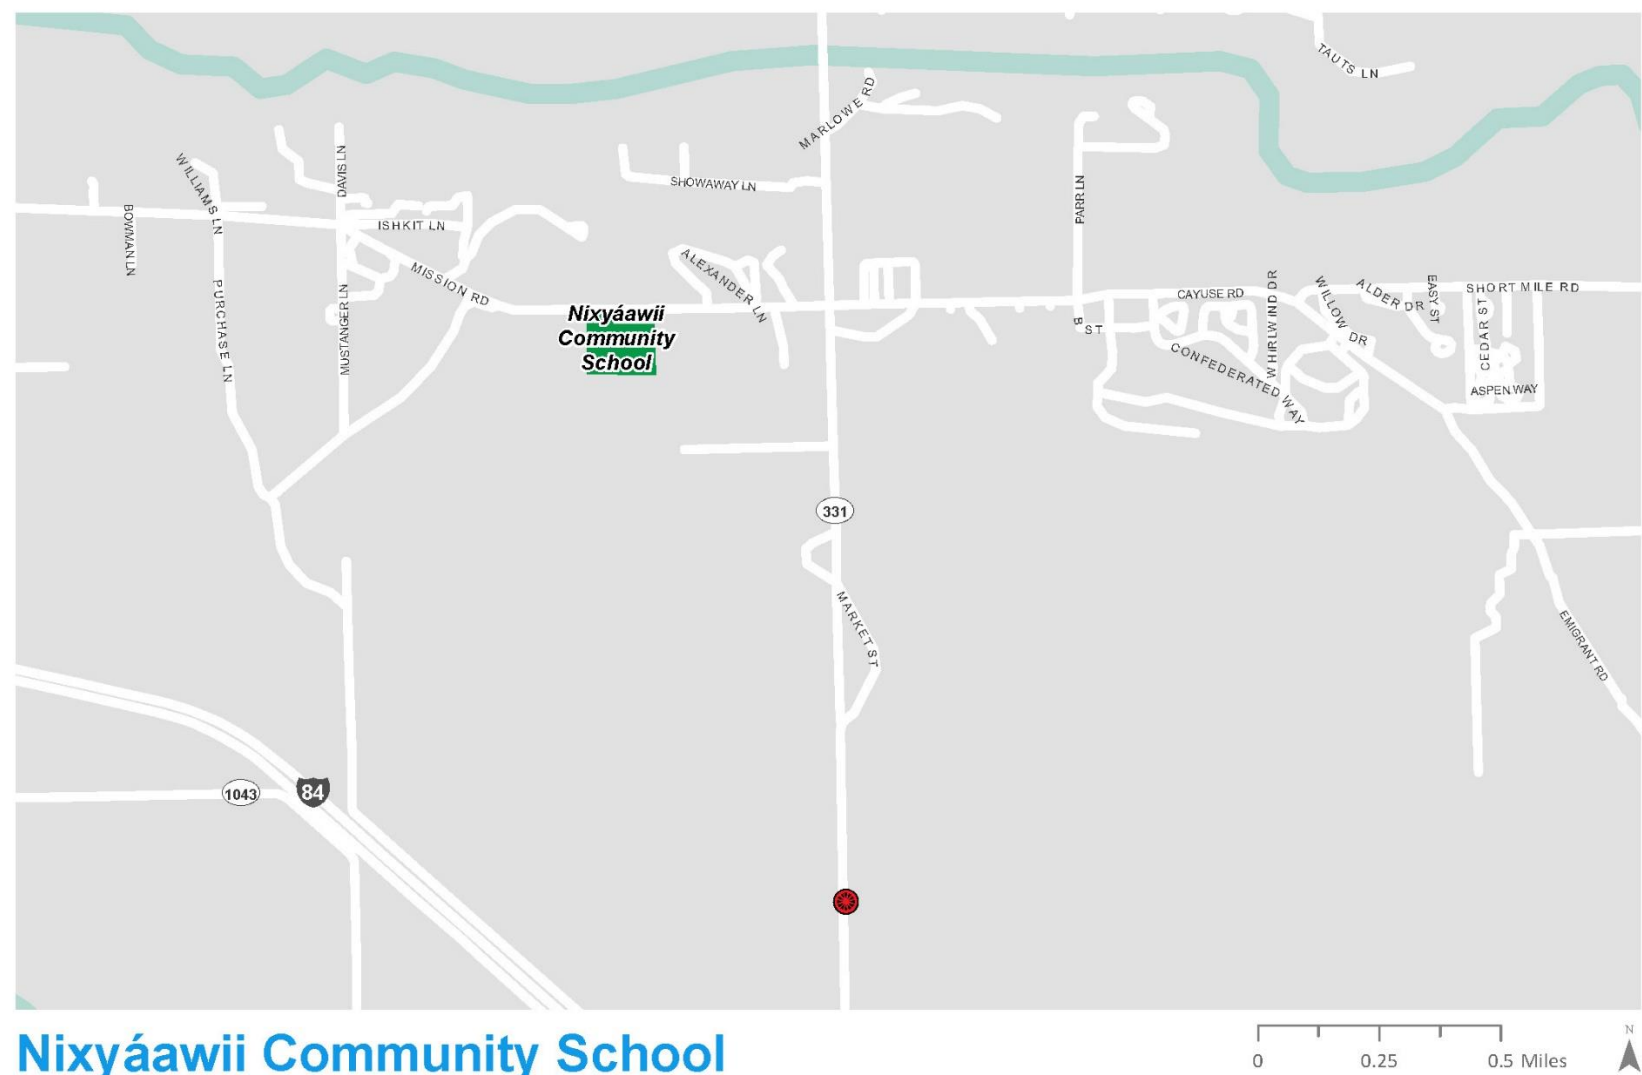 TAUTS LN
MARLOWE RD
WILLIAMS LN
DAVIS LN
SHOWAWAY LN
PARR LN
BOWMAN LN
ISHKIT LN
MISSION RD
ALEXANDER LN
PURCHASE LN
MUSTANGER LN
Nixyáawii
Community
School
B ST
CAYUSE RD
WHIRLWIND DR
WILLOW DR
ALDER DR
EASY ST
SHORT MILE RD
CEDAR ST
CONFEDERATED WAY
ASPEN WAY
331
MARKET ST
EMIGRANT RD
1043
84
Nixyáawii Community School
0 0.25 0.5 Miles
N